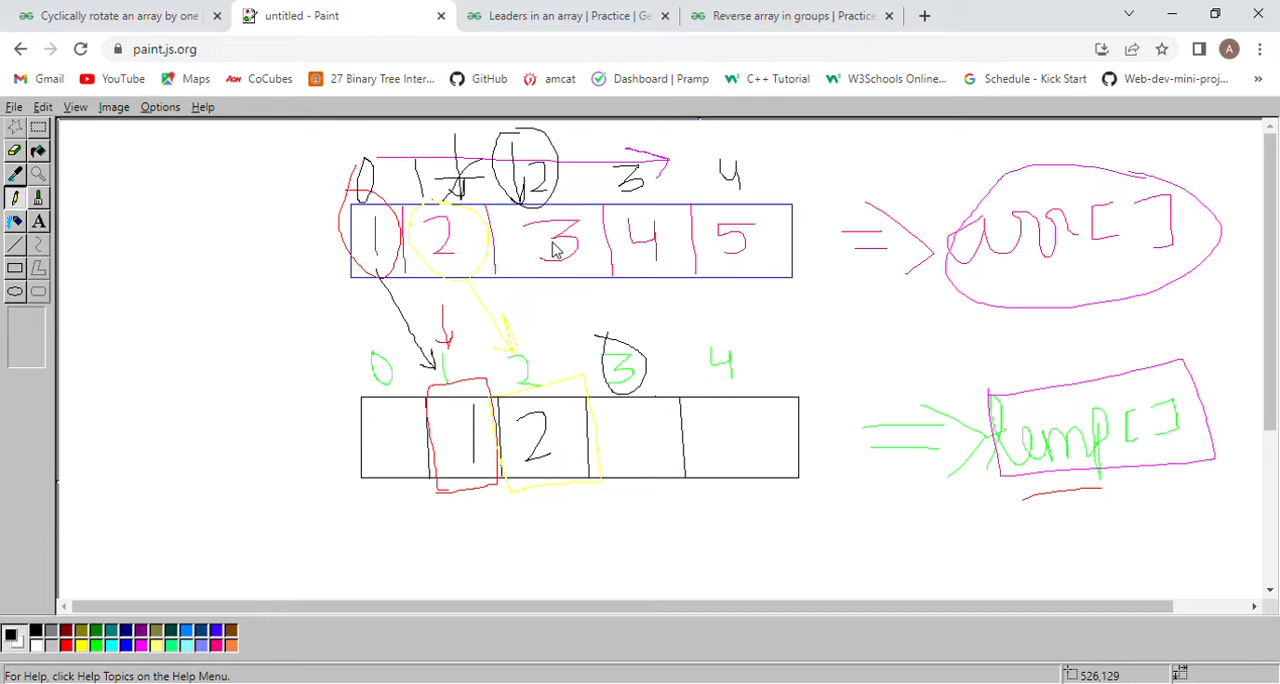 Cyclically rotate an array by one
untitled - Paint
Leaders in an array | Practice | Ge
Reverse array in groups | Practice
paint.js.org
A
Gmail
YouTube
Maps
AON CoCubes
27 Binary Tree Inter...
GitHub
amcat
Dashboard | Pramp
C++ Tutorial
W3Schools Online...
Schedule - Kick Start
Web-dev-mini-proj...
File Edit View Image Options Help
0 1 2 3 4
1 2 3 4 5 => arr[]
0 1 2 3 4
1 2 => temp[]
For Help, click Help Topics on the Help Menu.
526,129